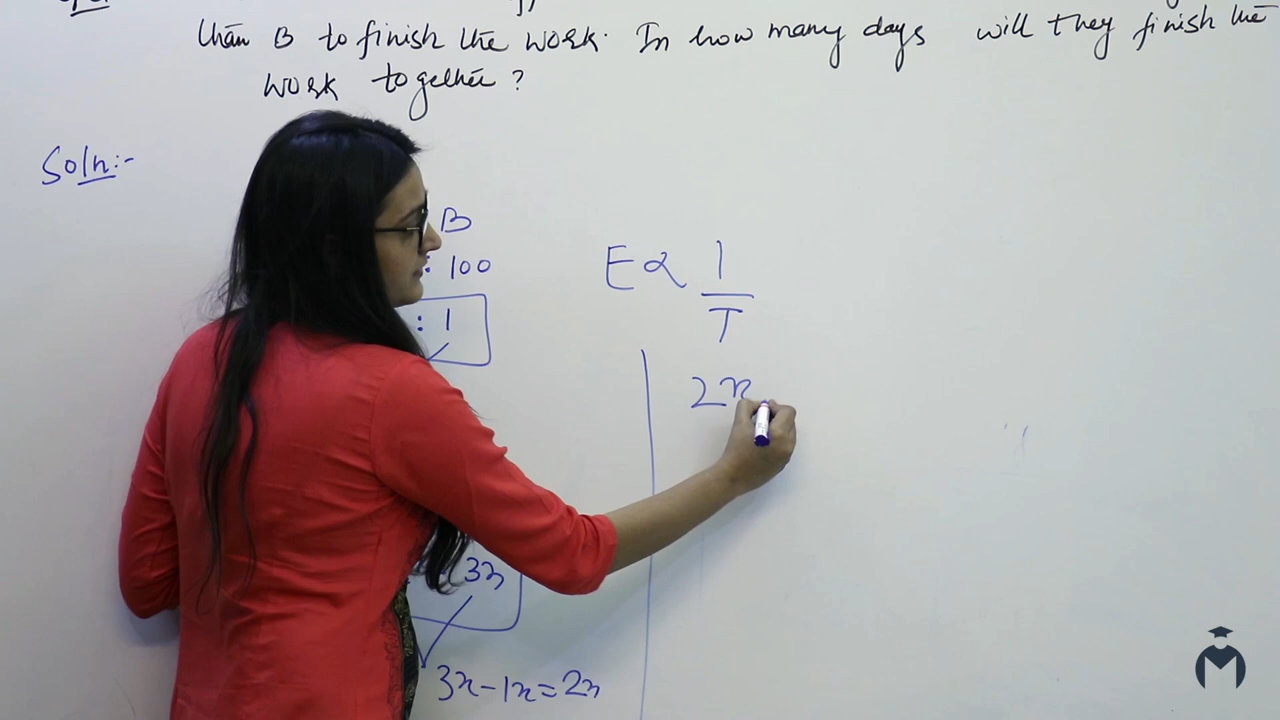 than B to finish the work. In how many days will they finish the
work together?
Soln:-
B
: 100
: 1
E ∝ 1/T
2x
3x
3x-1x=2x